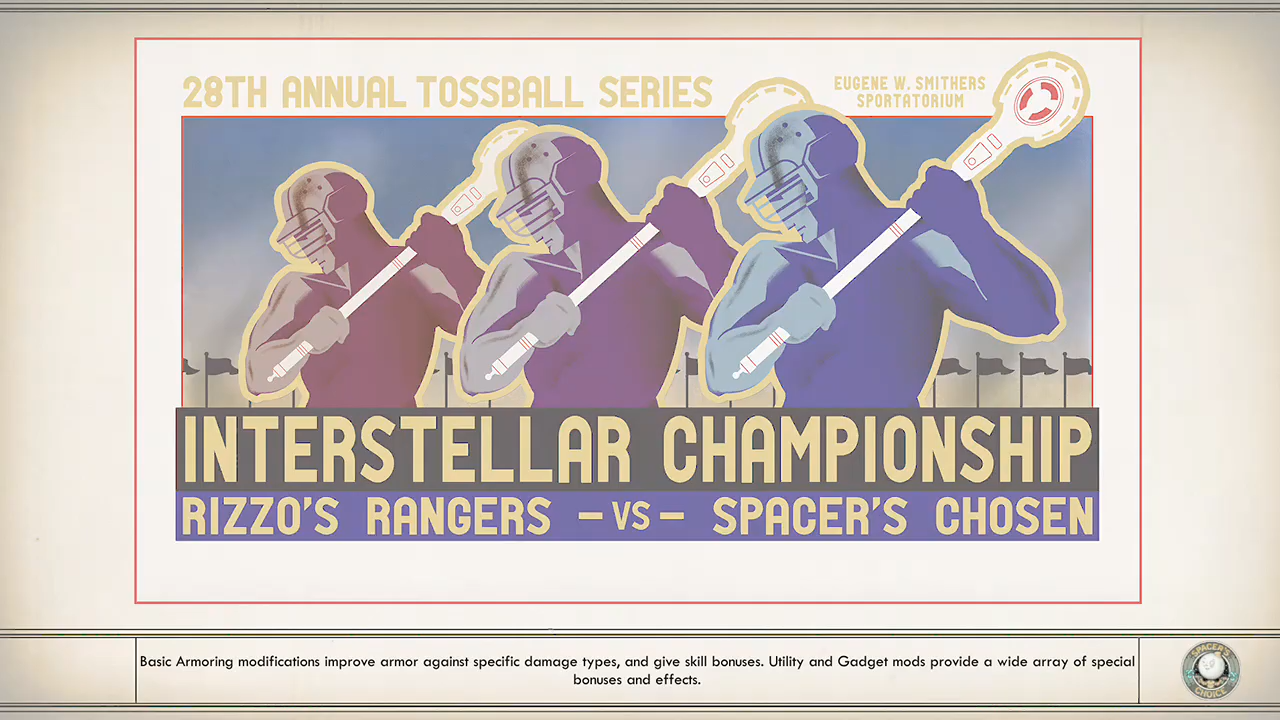 28TH ANNUAL TOSSBALL SERIES
EUGENE W. SMITHERS
SPORTATORIUM
INTERSTELLAR CHAMPIONSHIP
RIZZO'S RANGERS – VS – SPACER'S CHOSEN
Basic Armoring modifications improve armor against specific damage types, and give skill bonuses. Utility and Gadget mods provide a wide array of special
bonuses and effects.
SPACER'S
CHOICE